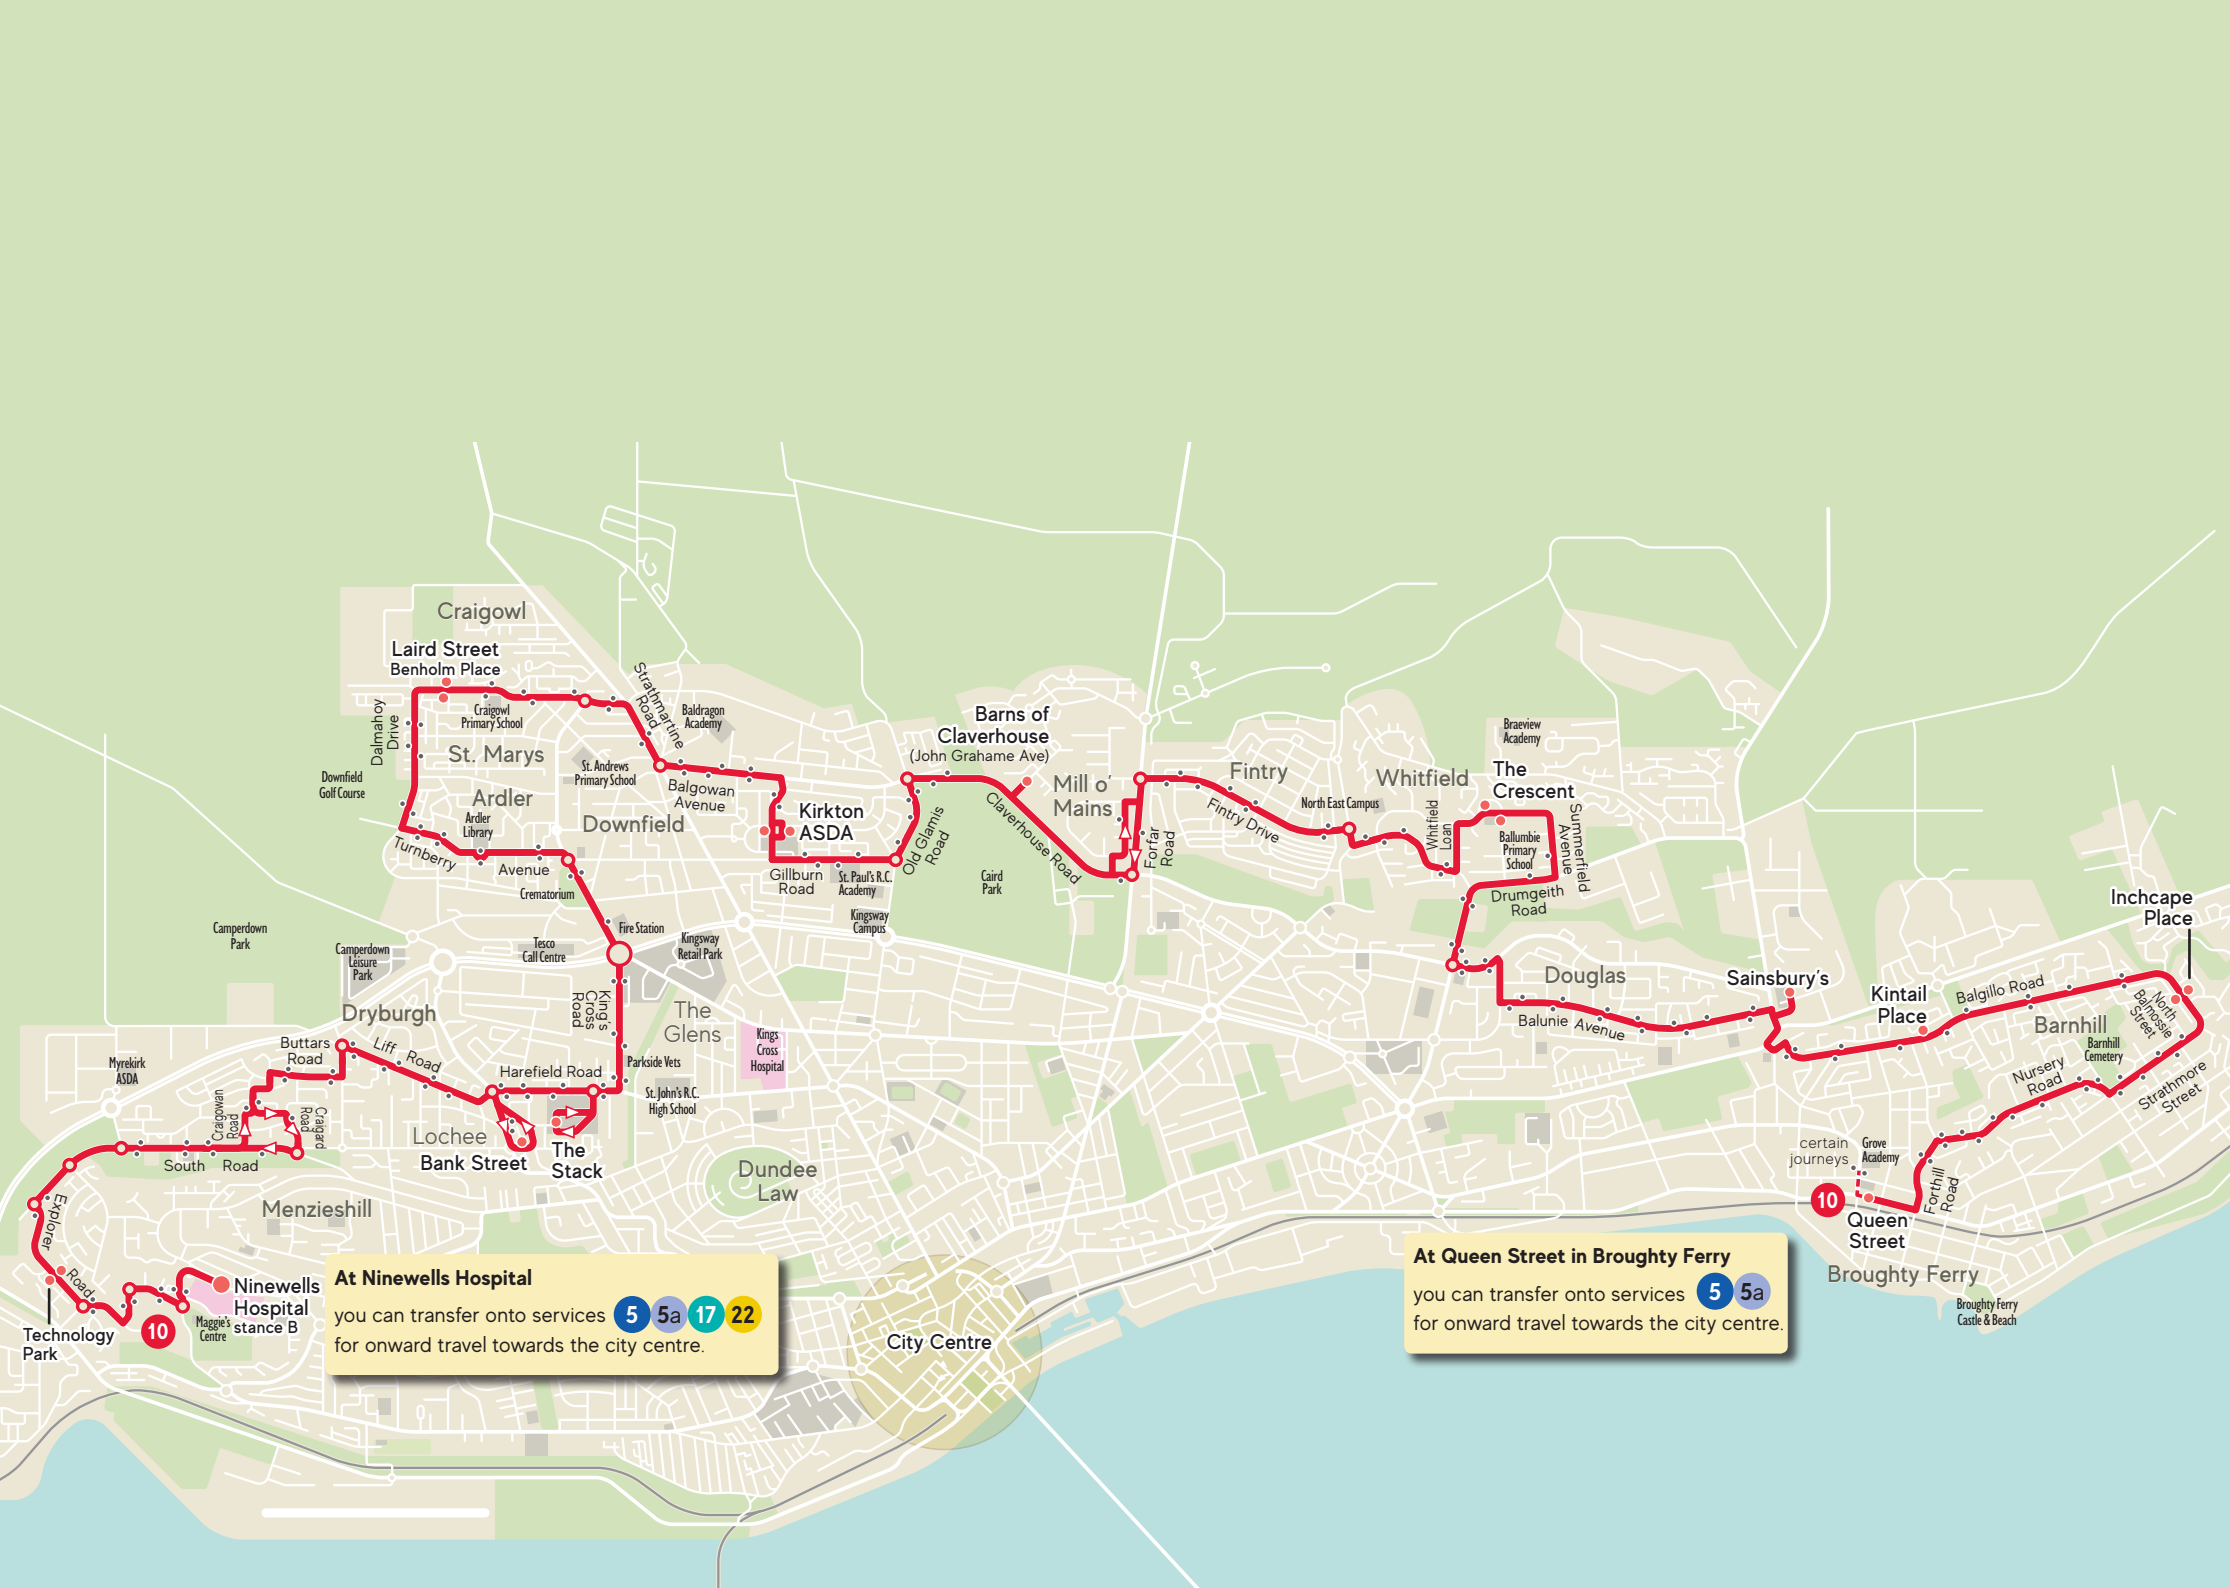 Craigowl
Laird Street
Benholm Place
Craigowl
Primary School
Dalmahoy
Drive
St. Marys
Strathmartine
Road
Baldragon
Academy
St. Andrews
Primary School
Balgowan
Avenue
Downfield
Golf Course
Ardler
Ardler
Library
Downfield
Turnberry
Avenue
Crematorium
Kirkton
ASDA
Gillburn
Road
St. Paul's R.C.
Academy
Old Glamis
Road
Kingsway
Campus
Barns of
Claverhouse
(John Grahame Ave)
Claverhouse Road
Caird
Park
Mill o'
Mains
Forfar
Road
Fintry
Fintry Drive
North East Campus
Whitfield
Whitfield
Loan
Braeview
Academy
The
Crescent
Ballumbie
Primary
School
Summerfield
Avenue
Drumgeith
Road
Douglas
Balunie Avenue
Sainsbury's
Kintail
Place
Balgillo Road
Inchcape
Place
North
Balmossie
Street
Barnhill
Barnhill
Cemetery
Nursery
Road
Strathmore
Street
certain
journeys
Grove
Academy
Forthill
Road
10
Queen
Street
Broughty Ferry
Broughty Ferry
Castle & Beach
At Queen Street in Broughty Ferry
you can transfer onto services 5 5a
for onward travel towards the city centre.
Camperdown
Park
Camperdown
Leisure
Park
Tesco
Call Centre
Fire Station
Kingsway
Retail Park
Dryburgh
King's
Cross
Road
The
Glens
Kings
Cross
Hospital
Buttars
Road
Liff Road
Harefield Road
Parkside Vets
St. John's R.C.
High School
Myrekirk
ASDA
Craigowan
Road
Craigard
Road
Lochee
Bank Street
The
Stack
South Road
Dundee
Law
Menzieshill
Explorer
Road
Technology
Park
10
Maggie's
Centre
Ninewells
Hospital
stance B
At Ninewells Hospital
you can transfer onto services 5 5a 17 22
for onward travel towards the city centre.
City Centre